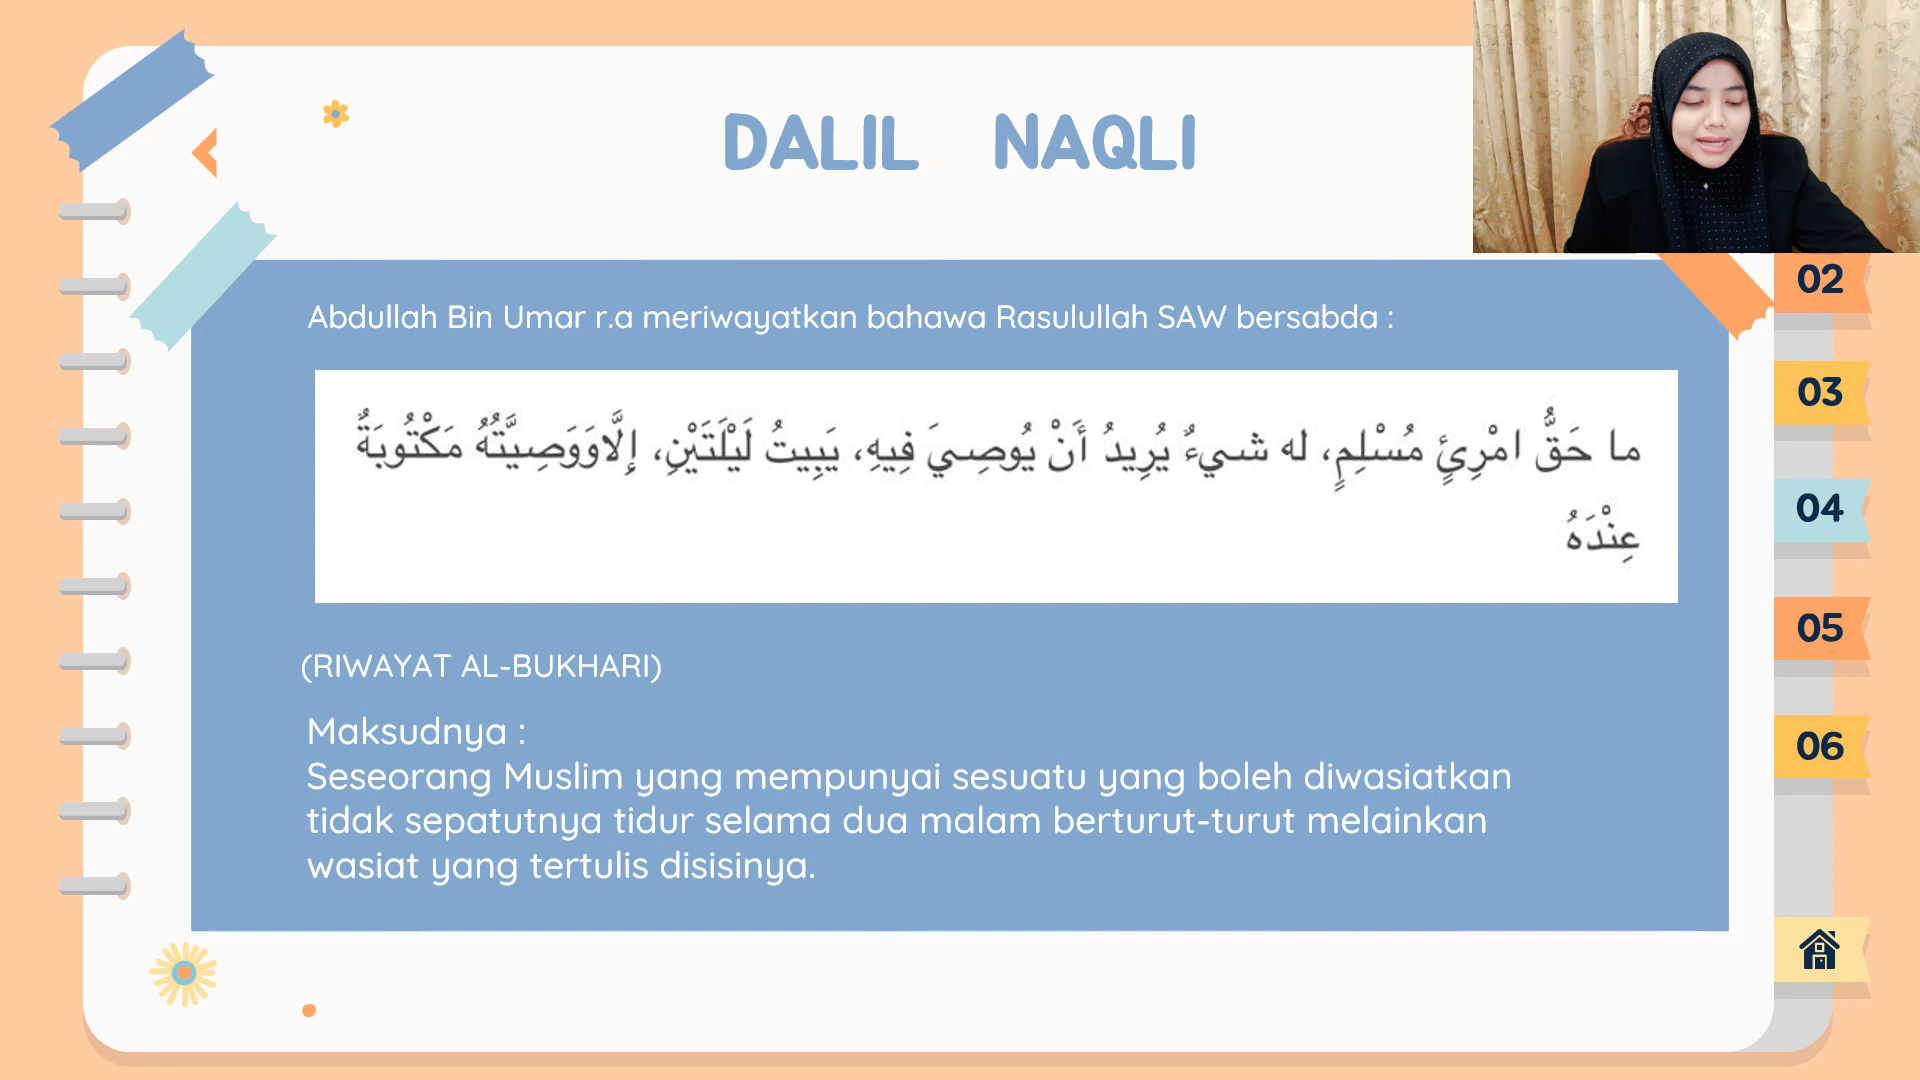 DALIL NAQLI
Abdullah Bin Umar r.a meriwayatkan bahawa Rasulullah SAW bersabda :
ما حَقُّ امْرِئٍ مُسْلِمٍ، له شيءٌ يُرِيدُ أَنْ يُوصِيَ فِيهِ، يَبِيتُ لَيْلَتَيْنِ، إِلَّاوَوَصِيَّتُهُ مَكْتُوبَةٌ
عِنْدَهُ
(RIWAYAT AL-BUKHARI)
Maksudnya :
Seseorang Muslim yang mempunyai sesuatu yang boleh diwasiatkan
tidak sepatutnya tidur selama dua malam berturut-turut melainkan
wasiat yang tertulis disisinya.
02
03
04
05
06